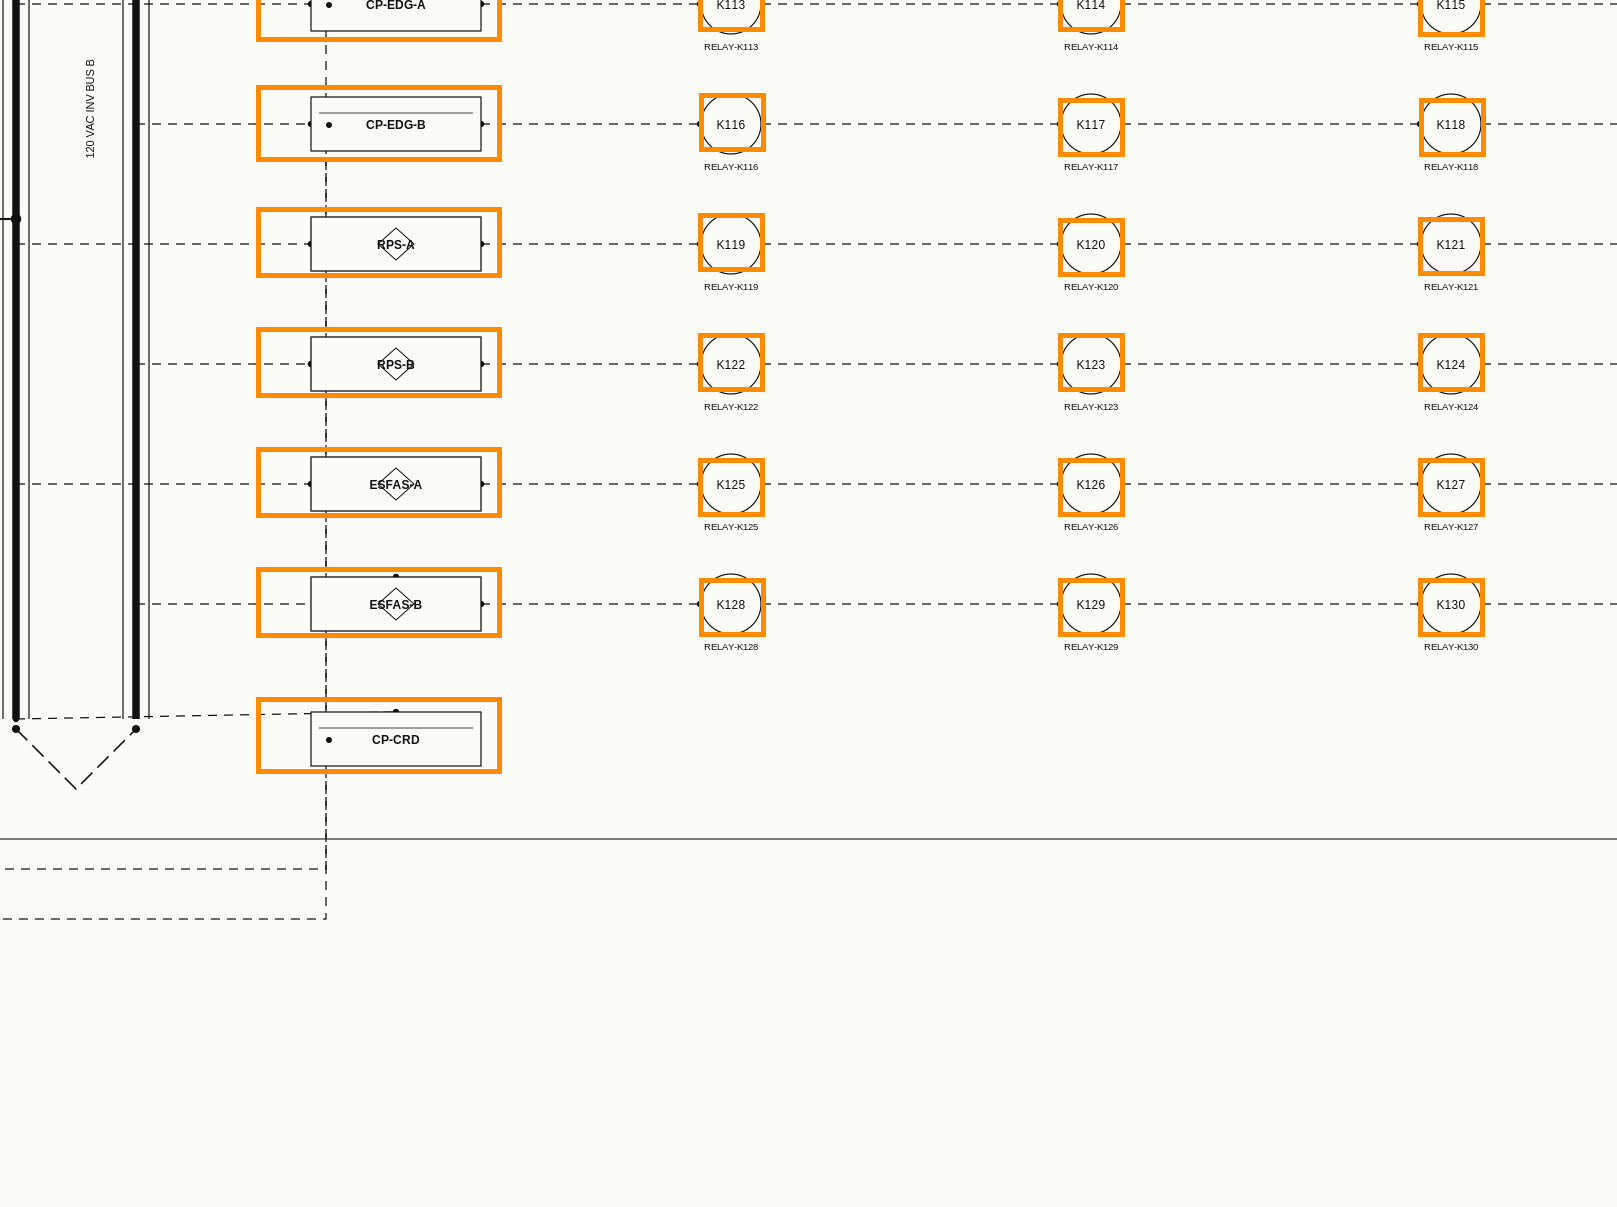 CP-EDG-A K113 K114 K115
RELAY-K113 RELAY-K114 RELAY-K115
120 VAC INV BUS B
CP-EDG-B K116 K117 K118
RELAY-K116 RELAY-K117 RELAY-K118
RPS-A K119 K120 K121
RELAY-K119 RELAY-K120 RELAY-K121
RPS-B K122 K123 K124
RELAY-K122 RELAY-K123 RELAY-K124
ESFAS-A K125 K126 K127
RELAY-K125 RELAY-K126 RELAY-K127
ESFAS-B K128 K129 K130
RELAY-K128 RELAY-K129 RELAY-K130
CP-CRD